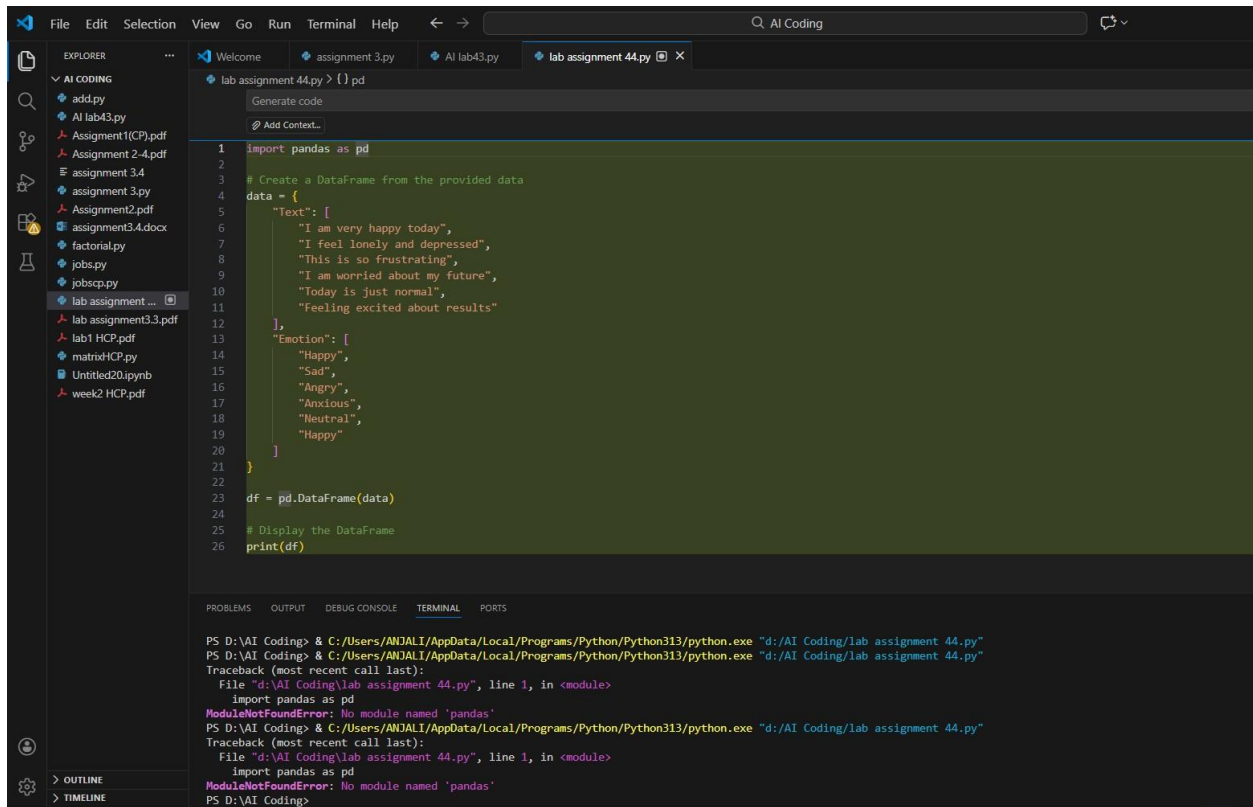 File Edit Selection View Go Run Terminal Help
AI Coding
EXPLORER ...
AI CODING
add.py
AI lab43.py
Assigment1(CP).pdf
Assignment 2-4.pdf
assignment 3.4
assignment 3.py
Assignment2.pdf
assignment3.4.docx
factorial.py
jobs.py
jobscp.py
lab assignment ...
lab assignment3.3.pdf
lab1 HCP.pdf
matrixHCP.py
Untitled20.ipynb
week2 HCP.pdf
OUTLINE
TIMELINE
Welcome assignment 3.py AI lab43.py lab assignment 44.py
lab assignment 44.py > {} pd
Generate code
Add Context...
1 import pandas as pd
2
3 # Create a DataFrame from the provided data
4 data = {
5 "Text": [
6 "I am very happy today",
7 "I feel lonely and depressed",
8 "This is so frustrating",
9 "I am worried about my future",
10 "Today is just normal",
11 "Feeling excited about results"
12 ],
13 "Emotion": [
14 "Happy",
15 "Sad",
16 "Angry",
17 "Anxious",
18 "Neutral",
19 "Happy"
20 ]
21 }
22
23 df = pd.DataFrame(data)
24
25 # Display the DataFrame
26 print(df)
PROBLEMS OUTPUT DEBUG CONSOLE TERMINAL PORTS
PS D:\AI Coding> & C:/Users/ANJALI/AppData/Local/Programs/Python/Python313/python.exe "d:/AI Coding/lab assignment 44.py"
PS D:\AI Coding> & C:/Users/ANJALI/AppData/Local/Programs/Python/Python313/python.exe "d:/AI Coding/lab assignment 44.py"
Traceback (most recent call last):
File "d:\AI Coding\lab assignment 44.py", line 1, in <module>
import pandas as pd
ModuleNotFoundError: No module named 'pandas'
PS D:\AI Coding> & C:/Users/ANJALI/AppData/Local/Programs/Python/Python313/python.exe "d:/AI Coding/lab assignment 44.py"
Traceback (most recent call last):
File "d:\AI Coding\lab assignment 44.py", line 1, in <module>
import pandas as pd
ModuleNotFoundError: No module named 'pandas'
PS D:\AI Coding>